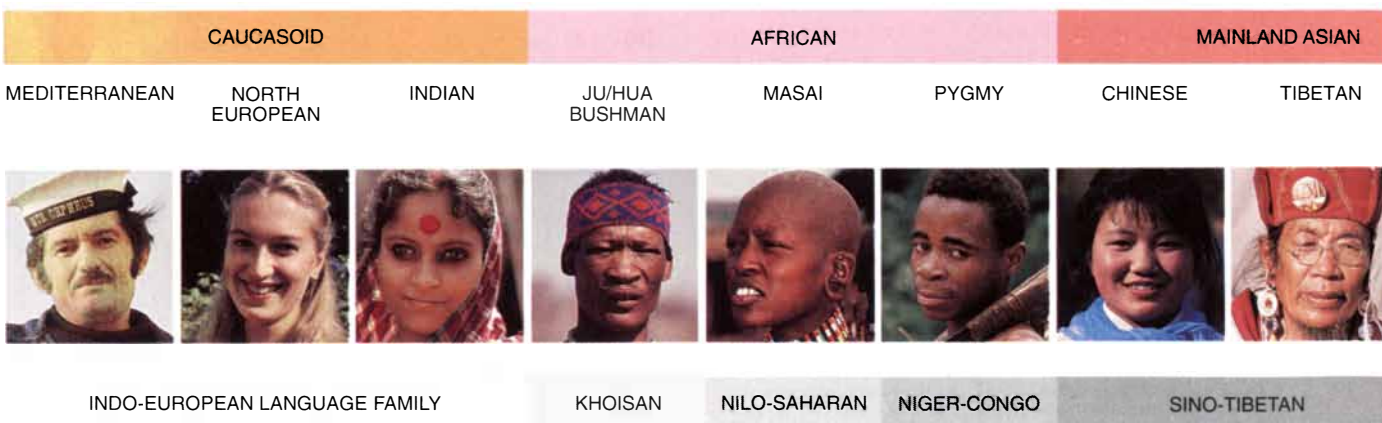 CAUCASOID
AFRICAN
MAINLAND ASIAN
MEDITERRANEAN
NORTH
EUROPEAN
INDIAN
JU/HUA
BUSHMAN
MASAI
PYGMY
CHINESE
TIBETAN
INDO-EUROPEAN LANGUAGE FAMILY
KHOISAN
NILO-SAHARAN
NIGER-CONGO
SINO-TIBETAN